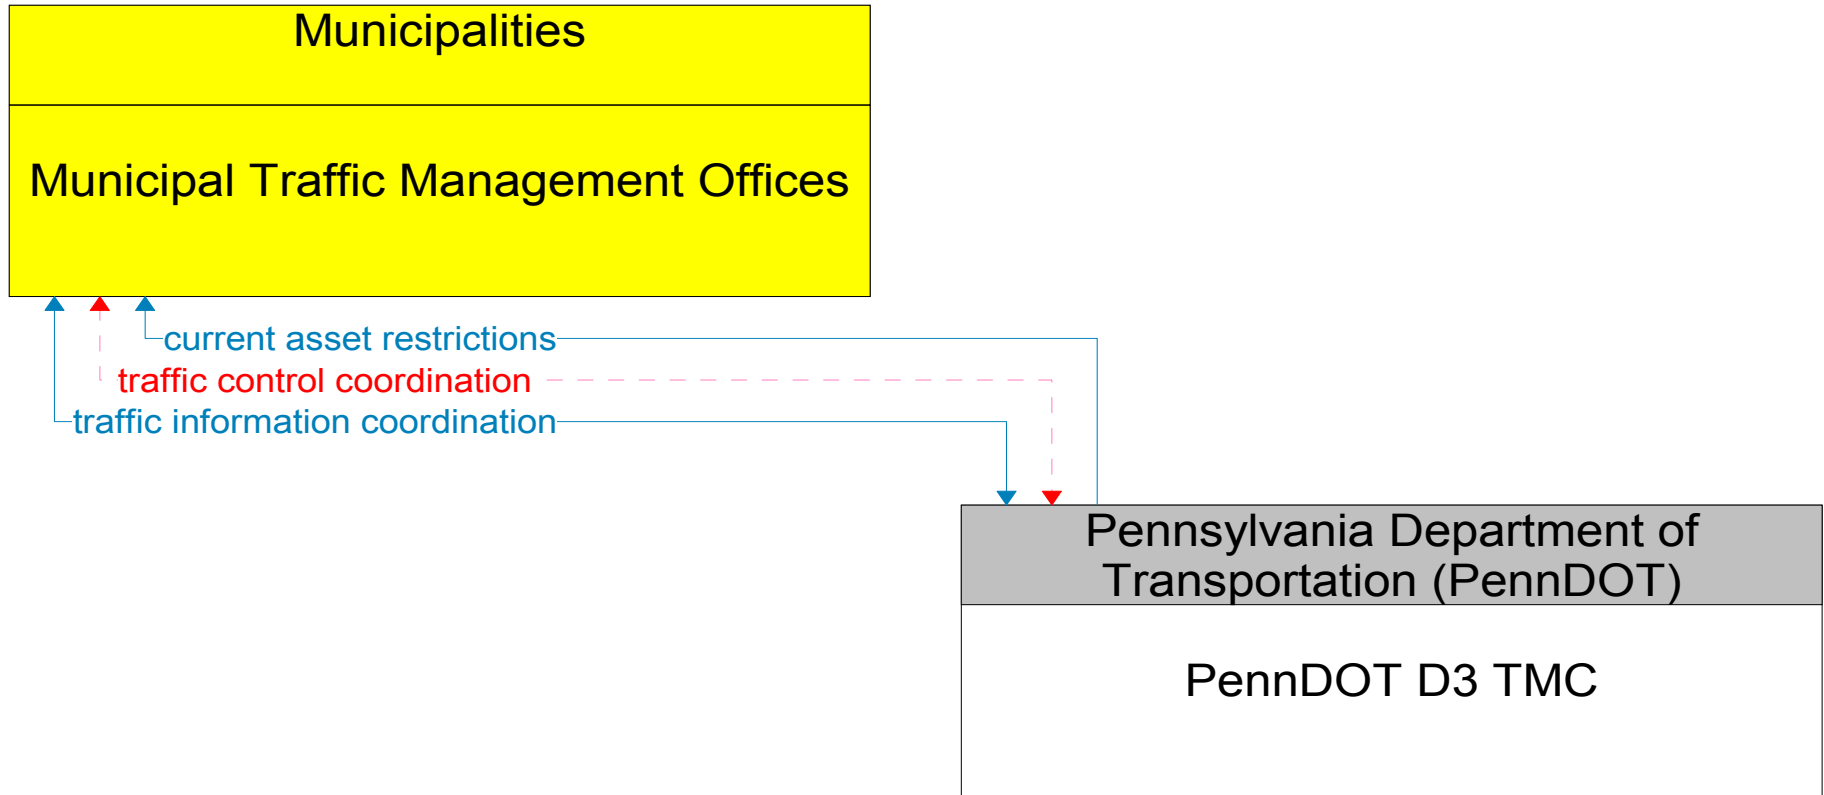 Municipalities
Municipal Traffic Management Offices
current asset restrictions
traffic control coordination
traffic information coordination
Pennsylvania Department of
Transportation (PennDOT)
PennDOT D3 TMC